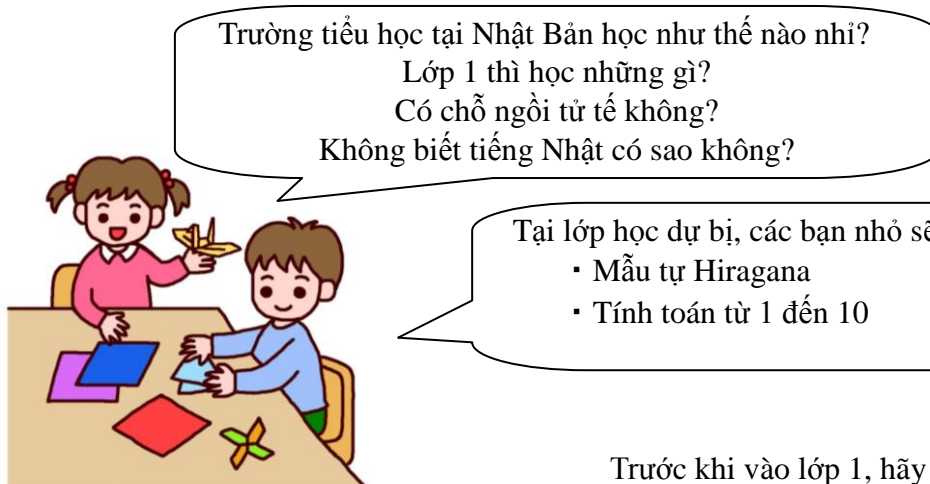 Trường tiểu học tại Nhật Bản học như thế nào nhỉ?
Lớp 1 thì học những gì?
Có chỗ ngồi tử tế không?
Không biết tiếng Nhật có sao không?
Tại lớp học dự bị, các bạn nhỏ sẽ
・Mẫu tự Hiragana
・Tính toán từ 1 đến 10
Trước khi vào lớp 1, hãy